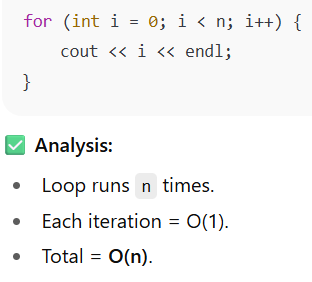 for (int i = 0; i < n; i++) {
    cout << i << endl;
}
✅ Analysis:
• Loop runs n times.
• Each iteration = O(1).
• Total = O(n).